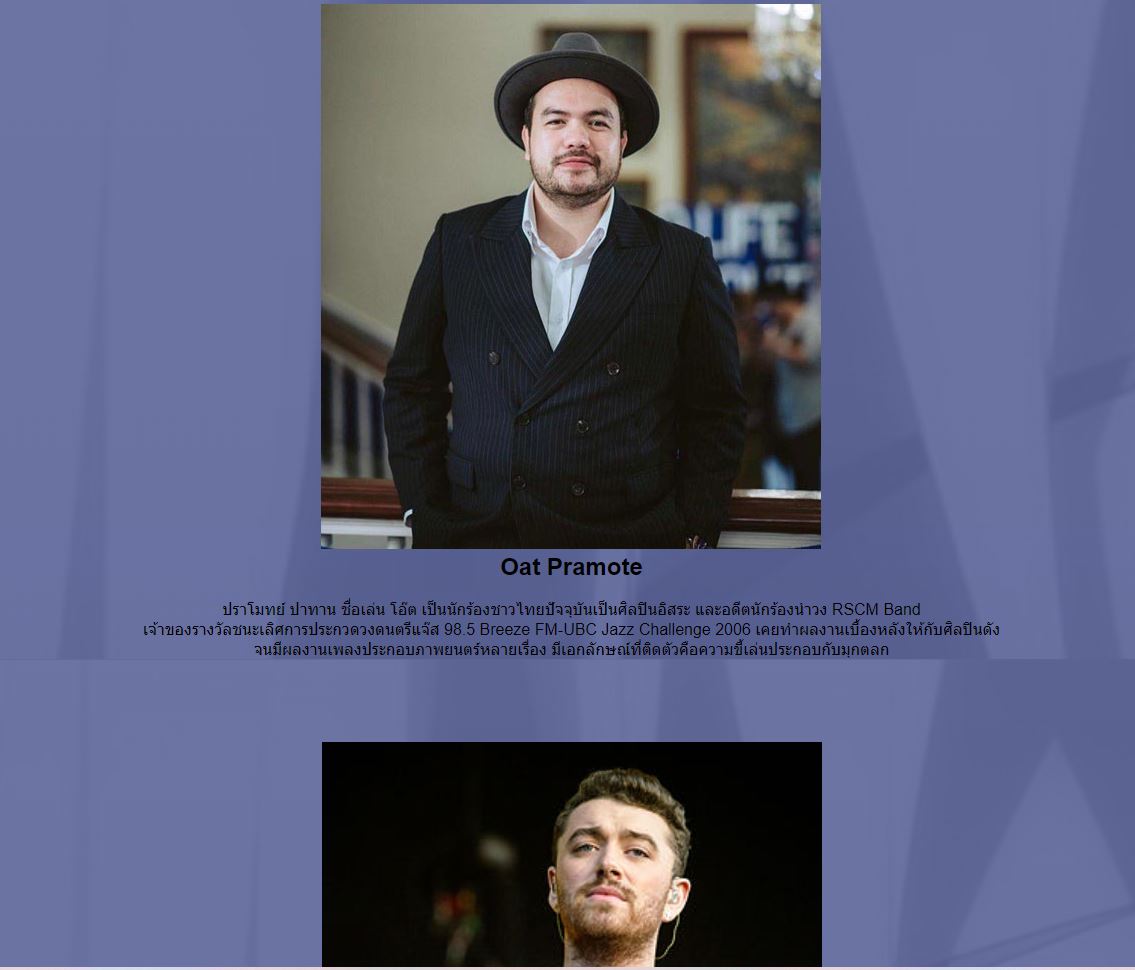 LIFE
Oat Pramote
ปราโมทย์ ปาทาน ชื่อเล่น โอ๊ต เป็นนักร้องชาวไทยปัจจุบันเป็นศิลปินอิสระ และอดีตนักร้องนำวง RSCM Band
เจ้าของรางวัลชนะเลิศการประกวดวงดนตรีแจ๊ส 98.5 Breeze FM-UBC Jazz Challenge 2006 เคยทำผลงานเบื้องหลังให้กับศิลปินดัง
จนมีผลงานเพลงประกอบภาพยนตร์หลายเรื่อง มีเอกลักษณ์ที่ติดตัวคือความขี้เล่นประกอบกับมุกตลก